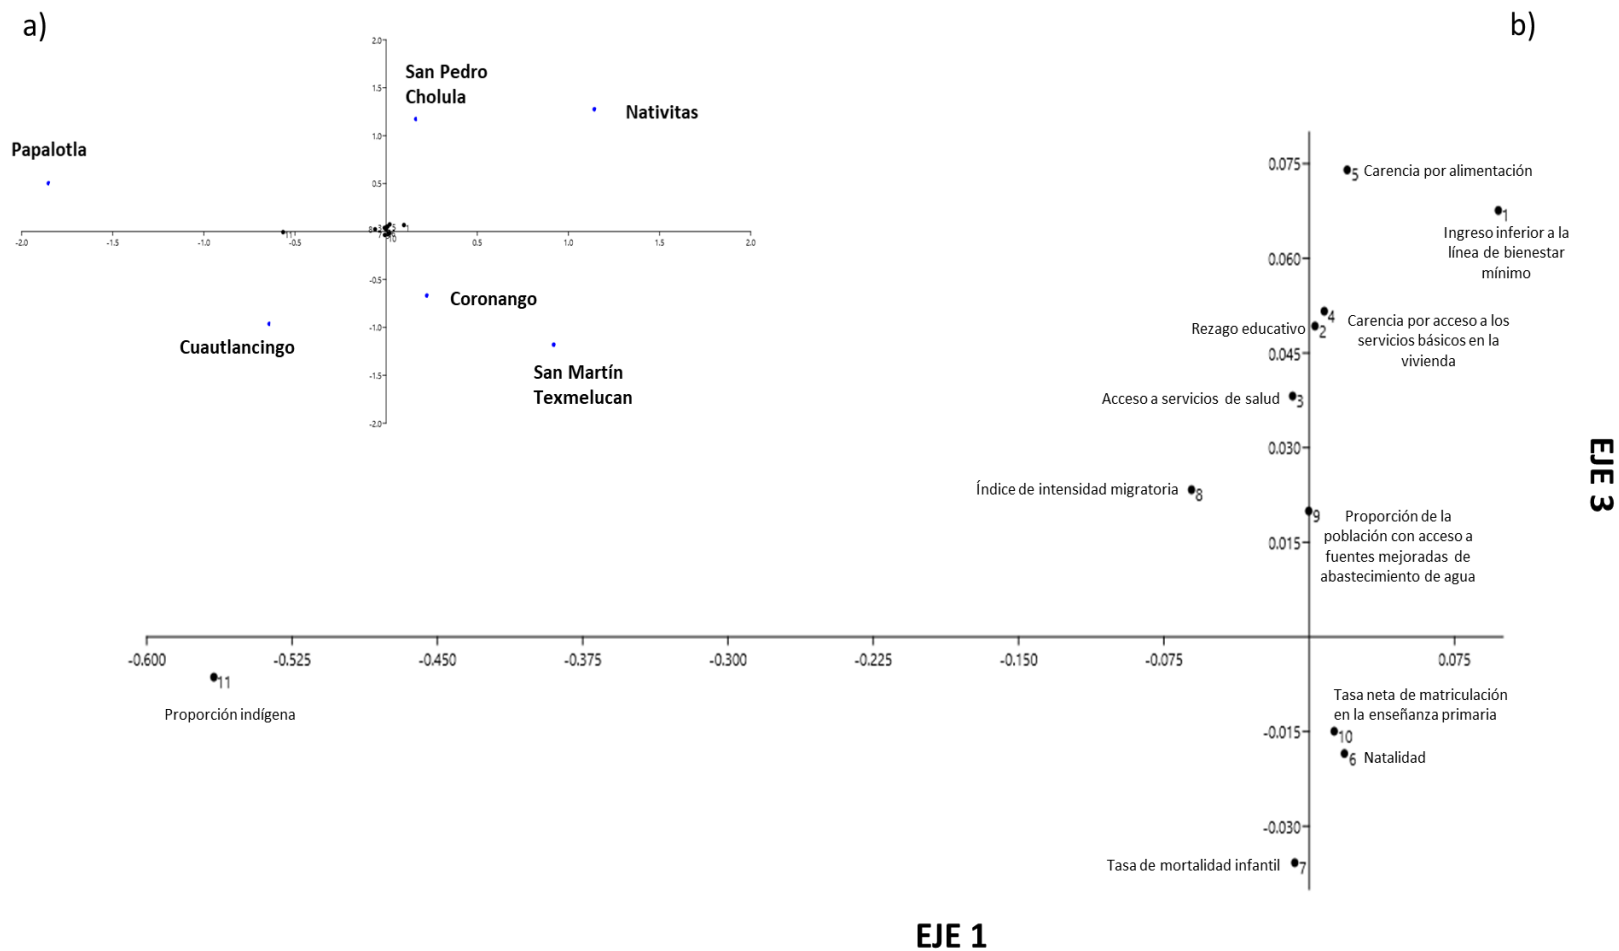 a)
b)
2.0
1.5
1.0
0.5
-0.5
-1.0
-1.5
-2.0
-2.0
-1.5
-1.0
-0.5
0.5
1.0
1.5
2.0
San Pedro
Cholula
Nativitas
Papalotla
Coronango
Cuautlancingo
San Martín
Texmelucan
11
0.075
0.060
0.045
0.030
0.015
-0.015
-0.030
-0.600
-0.525
-0.450
-0.375
-0.300
-0.225
-0.150
-0.075
0.075
5 Carencia por alimentación
1
Ingreso inferior a la
línea de bienestar
mínimo
4
Carencia por acceso a los
servicios básicos en la
vivienda
Rezago educativo 2
Acceso a servicios de salud 3
Índice de intensidad migratoria 8
9
Proporción de la
población con acceso a
fuentes mejoradas de
abastecimiento de agua
11
Proporción indígena
Tasa neta de matriculación
en la enseñanza primaria
10
6 Natalidad
Tasa de mortalidad infantil 7
EJE 3
EJE 1